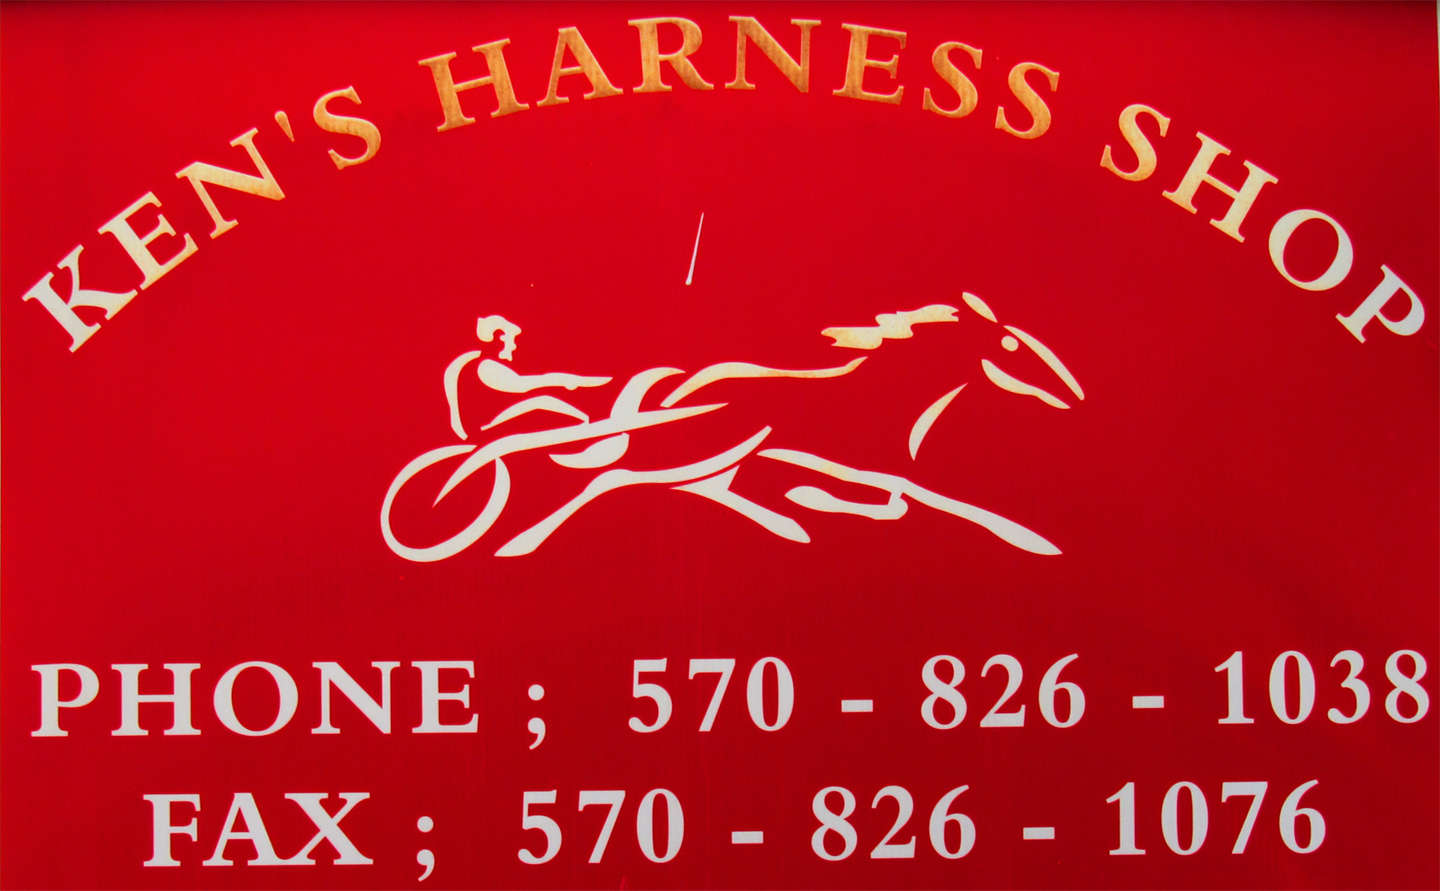 KEN'S HARNESS SHOP
PHONE ; 570 - 826 - 1038
FAX ; 570 - 826 - 1076